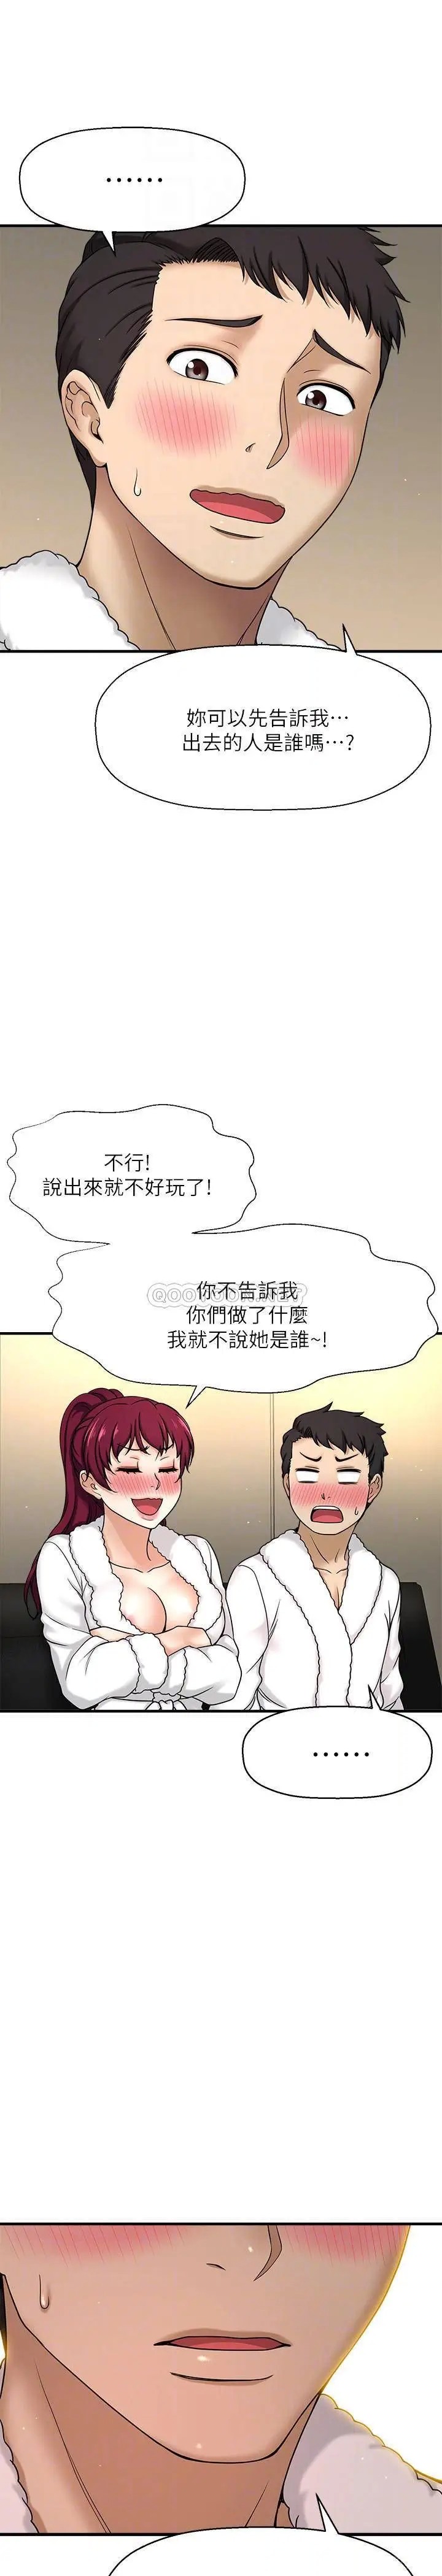 ......
妳可以先告訴我⋯
出去的人是誰嗎⋯?
不行!
說出來就不好玩了!
你不告訴我
你們做了什麼
我就不說她是誰~!
......